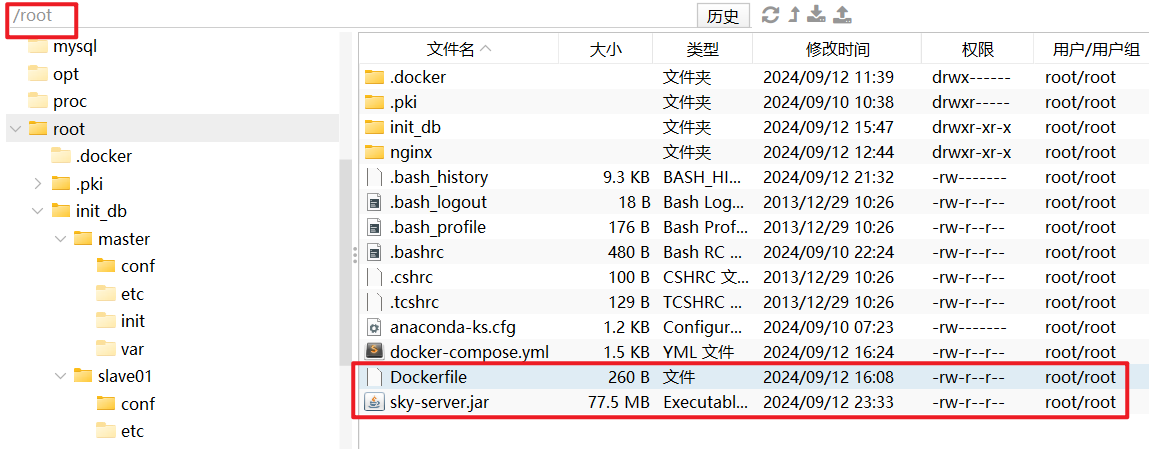 /root
历史
mysql
opt
proc
root
.docker
.pki
init_db
master
conf
etc
init
var
slave01
conf
etc
文件名 大小 类型 修改时间 权限 用户/用户组
.docker 文件夹 2024/09/12 11:39 drwx------ root/root
.pki 文件夹 2024/09/10 10:38 drwxr----- root/root
init_db 文件夹 2024/09/12 15:47 drwxr-xr-x root/root
nginx 文件夹 2024/09/12 12:44 drwxr-xr-x root/root
.bash_history 9.3 KB BASH_HI... 2024/09/12 21:32 -rw------- root/root
.bash_logout 18 B Bash Log... 2013/12/29 10:26 -rw-r--r-- root/root
.bash_profile 176 B Bash Prof... 2013/12/29 10:26 -rw-r--r-- root/root
.bashrc 480 B Bash RC ... 2024/09/10 22:24 -rw-r--r-- root/root
.cshrc 100 B CSHRC 文... 2013/12/29 10:26 -rw-r--r-- root/root
.tcshrc 129 B TCSHRC ... 2013/12/29 10:26 -rw-r--r-- root/root
anaconda-ks.cfg 1.2 KB Configur... 2024/09/10 07:23 -rw------- root/root
docker-compose.yml 1.5 KB YML 文件 2024/09/12 16:24 -rw-r--r-- root/root
Dockerfile 260 B 文件 2024/09/12 16:08 -rw-r--r-- root/root
sky-server.jar 77.5 MB Executabl... 2024/09/12 23:33 -rw-r--r-- root/root